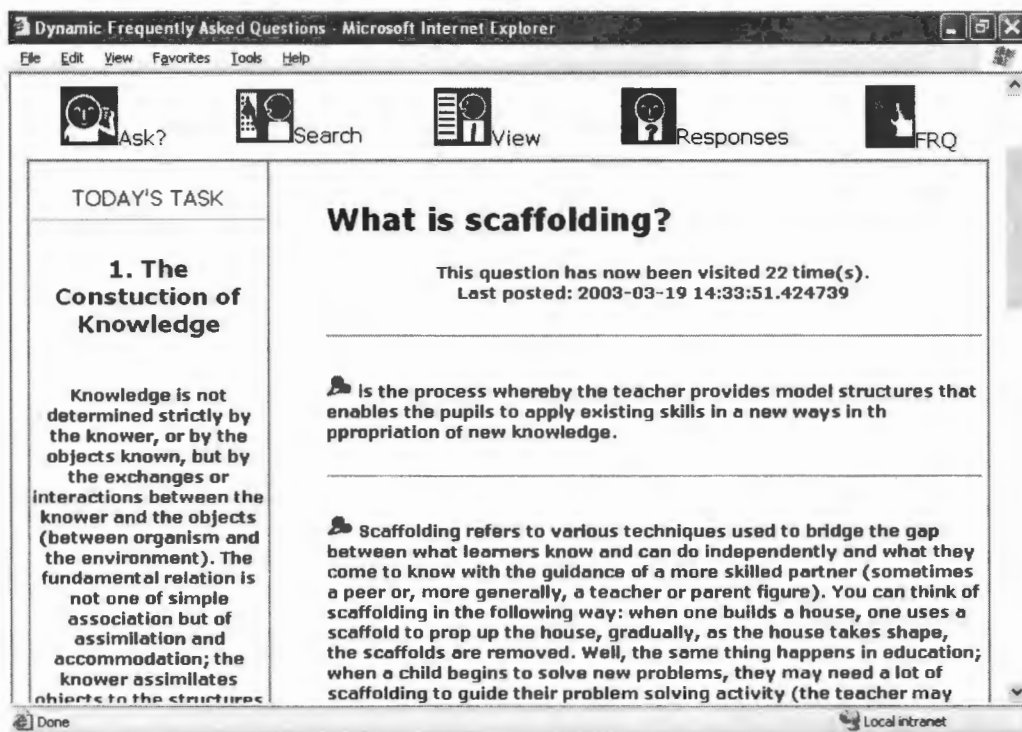 Dynamic Frequently Asked Questions - Microsoft Internet Explorer
File Edit View Favorites Tools Help
Ask? Search View Responses FRQ
TODAY'S TASK
1. The
Constuction of
Knowledge
Knowledge is not
determined strictly by
the knower, or by the
objects known, but by
the exchanges or
interactions between the
knower and the objects
(between organism and
the environment). The
fundamental relation is
not one of simple
association but of
assimilation and
accommodation; the
knower assimilates
objects to the structures
What is scaffolding?
This question has now been visited 22 time(s).
Last posted: 2003-03-19 14:33:51.424739
is the process whereby the teacher provides model structures that
enables the pupils to apply existing skills in a new ways in th
ppropriation of new knowledge.
Scaffolding refers to various techniques used to bridge the gap
between what learners know and can do independently and what they
come to know with the guidance of a more skilled partner (sometimes
a peer or, more generally, a teacher or parent figure). You can think of
scaffolding in the following way: when one builds a house, one uses a
scaffold to prop up the house, gradually, as the house takes shape,
the scaffolds are removed. Well, the same thing happens in education;
when a child begins to solve new problems, they may need a lot of
scaffolding to guide their problem solving activity (the teacher may
Done
Local intranet